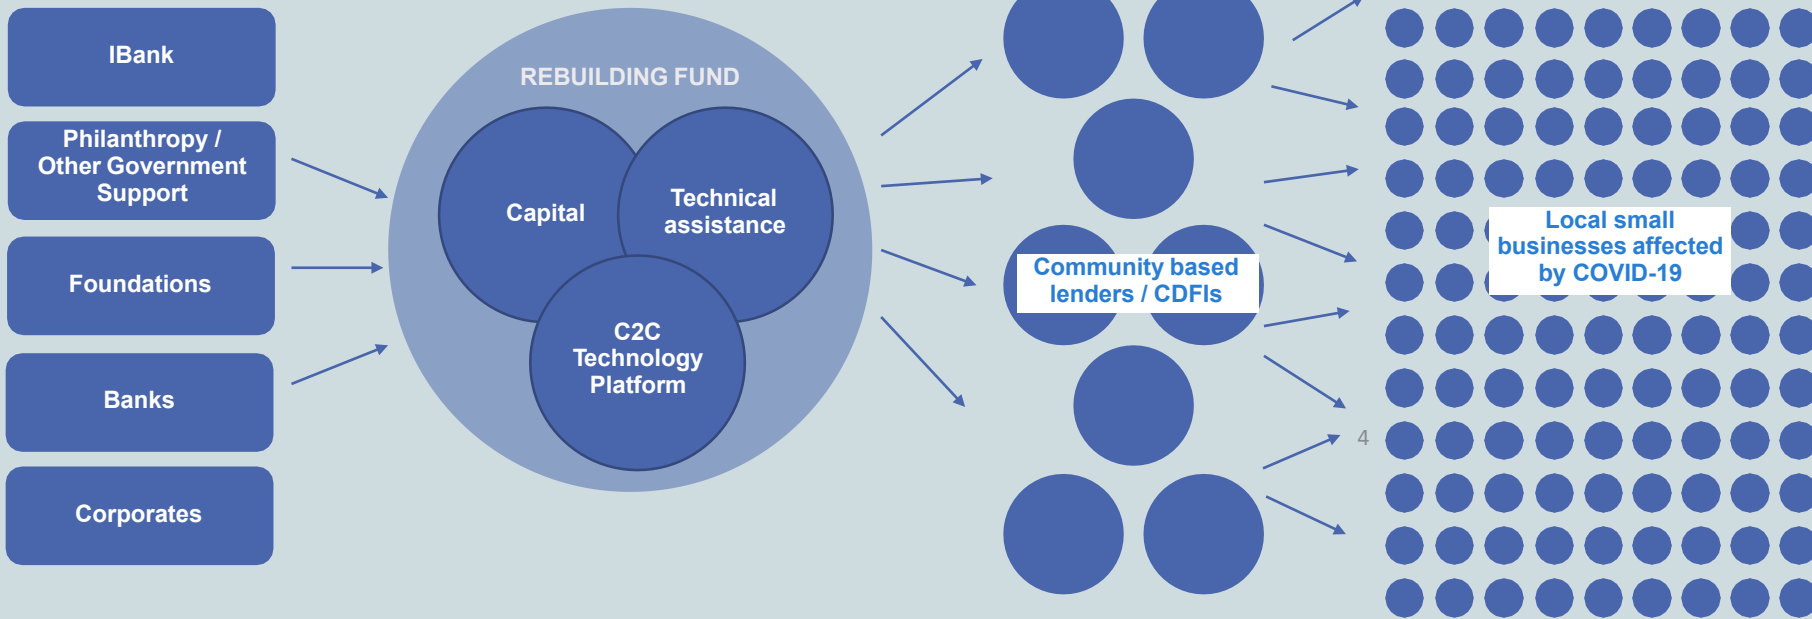 IBank
Philanthropy /
Other Government
Support
Foundations
Banks
Corporates
REBUILDING FUND
Capital
Technical
assistance
C2C
Technology
Platform
Community based
lenders / CDFIs
Local small
businesses affected
by COVID-19
4